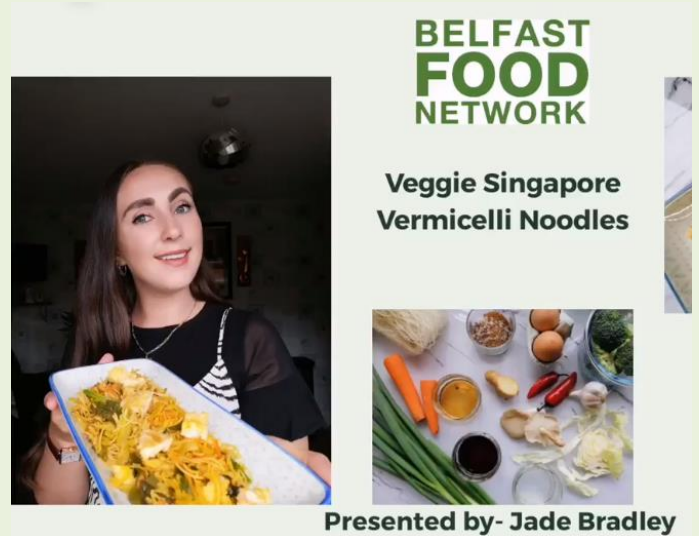 BELFAST
FOOD
NETWORK
Veggie Singapore
Vermicelli Noodles
Presented by- Jade Bradley